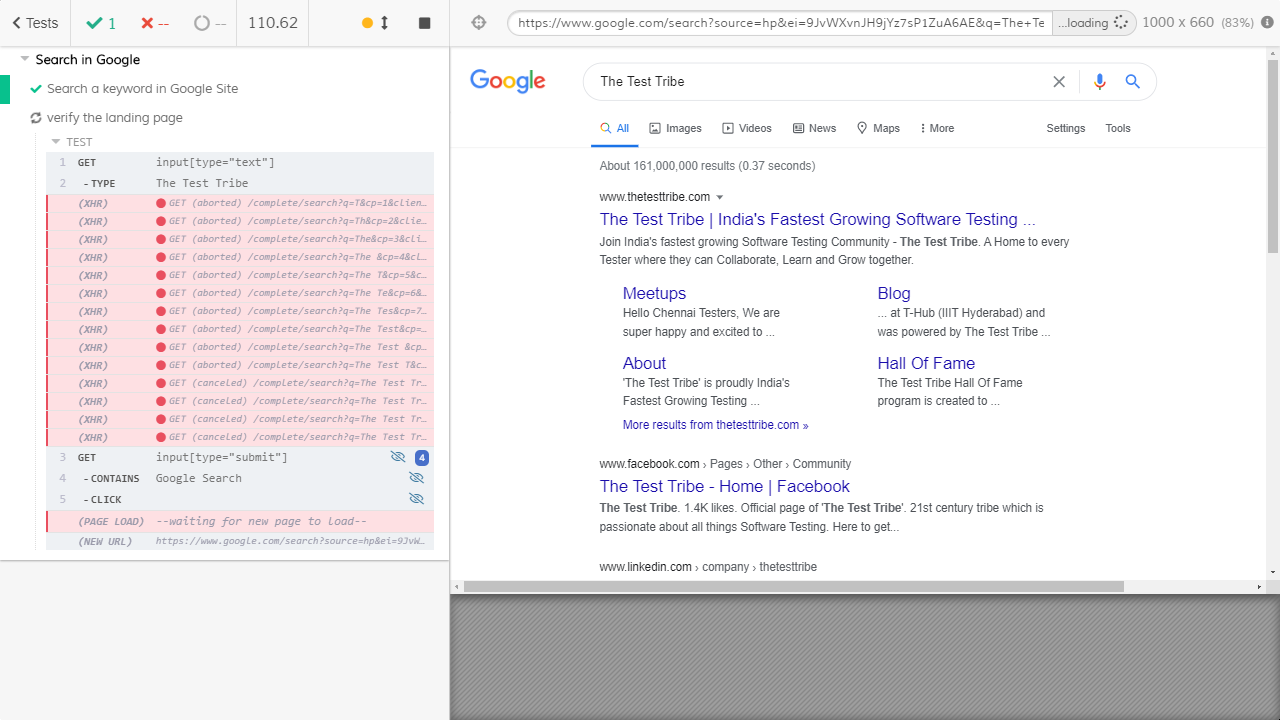 Tests
1
--
--
110.62
https://www.google.com/search?source=hp&ei=9JvWXvnJH9jYz7sP1ZuA6AE&q=The+Te
...loading
1000 x 660 (83%)
Search in Google
Search a keyword in Google Site
verify the landing page
TEST
1 GET input[type="text"]
2 -TYPE The Test Tribe
(XHR) GET (aborted) /complete/search?q=T&cp=1&clien…
(XHR) GET (aborted) /complete/search?q=Th&cp=2&clie…
(XHR) GET (aborted) /complete/search?q=The&cp=3&cli…
(XHR) GET (aborted) /complete/search?q=The &cp=4&cl…
(XHR) GET (aborted) /complete/search?q=The T&cp=5&c…
(XHR) GET (aborted) /complete/search?q=The Te&cp=6&…
(XHR) GET (aborted) /complete/search?q=The Tes&cp=7…
(XHR) GET (aborted) /complete/search?q=The Test&cp=…
(XHR) GET (aborted) /complete/search?q=The Test &cp…
(XHR) GET (aborted) /complete/search?q=The Test T&c…
(XHR) GET (canceled) /complete/search?q=The Test Tr…
(XHR) GET (canceled) /complete/search?q=The Test Tr…
(XHR) GET (canceled) /complete/search?q=The Test Tr…
(XHR) GET (canceled) /complete/search?q=The Test Tr…
3 GET input[type="submit"] 4
4 -CONTAINS Google Search
5 -CLICK
(PAGE LOAD) --waiting for new page to load--
(NEW URL) https://www.google.com/search?source=hp&ei=9JvW…
Google
The Test Tribe
All Images Videos News Maps More Settings Tools
About 161,000,000 results (0.37 seconds)
www.thetesttribe.com
The Test Tribe | India's Fastest Growing Software Testing ...
Join India's fastest growing Software Testing Community - The Test Tribe. A Home to every
Tester where they can Collaborate, Learn and Grow together.
Meetups
Hello Chennai Testers, We are
super happy and excited to ...
Blog
... at T-Hub (IIIT Hyderabad) and
was powered by The Test Tribe ...
About
'The Test Tribe' is proudly India's
Fastest Growing Testing ...
Hall Of Fame
The Test Tribe Hall Of Fame
program is created to ...
More results from thetesttribe.com »
www.facebook.com › Pages › Other › Community
The Test Tribe - Home | Facebook
The Test Tribe. 1.4K likes. Official page of 'The Test Tribe'. 21st century tribe which is
passionate about all things Software Testing. Here to get...
www.linkedin.com › company › thetesttribe